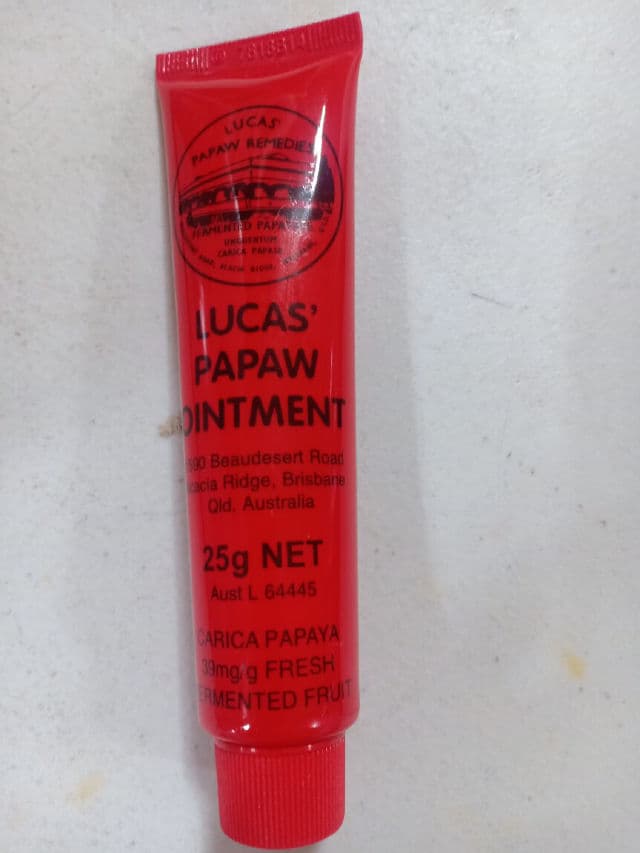 LUCAS'
PAPAW REMEDIES
FERMENTED
UNGUENTUM
CARICA PAPAYA
LUCAS'
PAPAW
OINTMENT
Beaudesert Road
Ridge, Brisbane
Qld. Australia
25g NET
Aust L 64445
CARICA PAPAYA
39mg/g FRESH
FERMENTED FRUIT